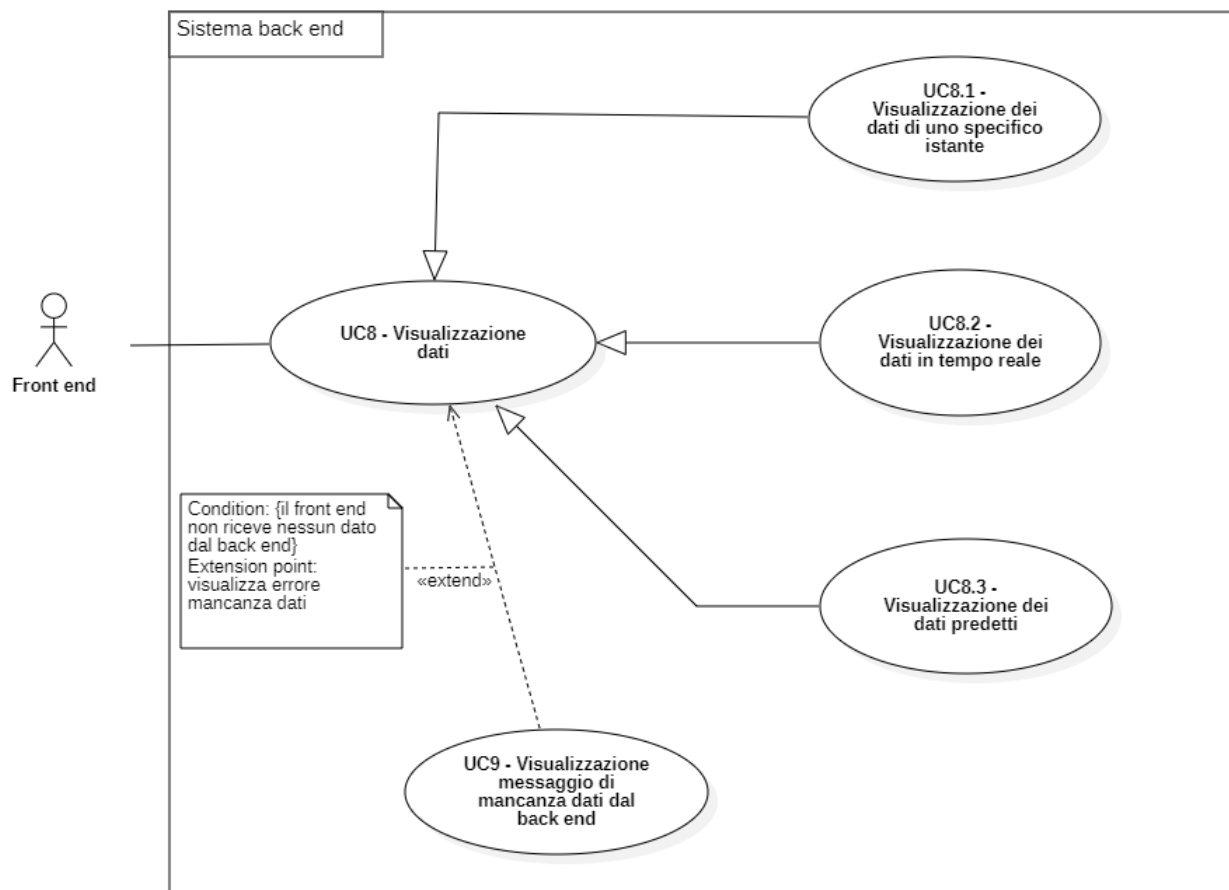 Sistema back end
UC8.1 -
Visualizzazione dei
dati di uno specifico
istante
UC8 - Visualizzazione
dati
UC8.2 -
Visualizzazione dei
dati in tempo reale
Front end
Condition: {il front end
non riceve nessun dato
dal back end}
Extension point:
visualizza errore
mancanza dati
«extend»
UC8.3 -
Visualizzazione dei
dati predetti
UC9 - Visualizzazione
messaggio di
mancanza dati dal
back end